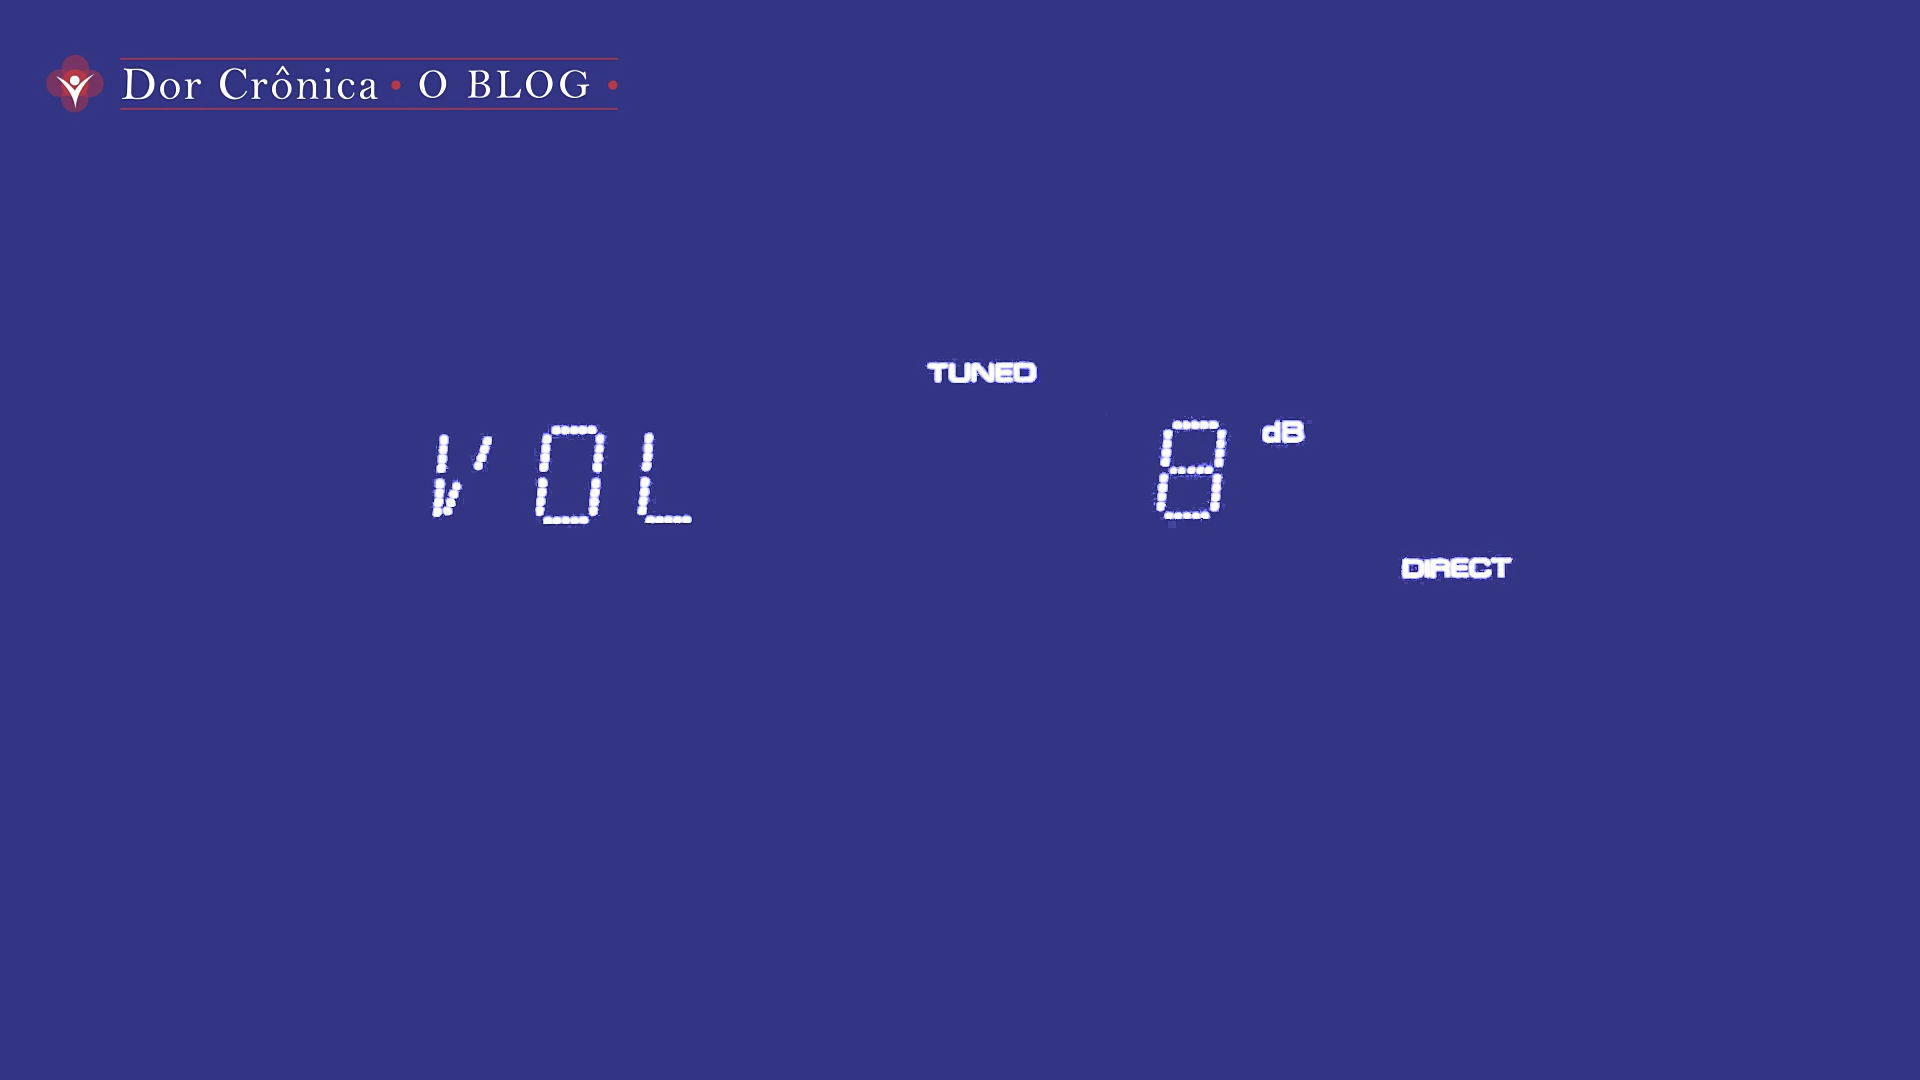 Dor Crônica • O BLOG •
TUNED
VOL 8 dB
DIRECT